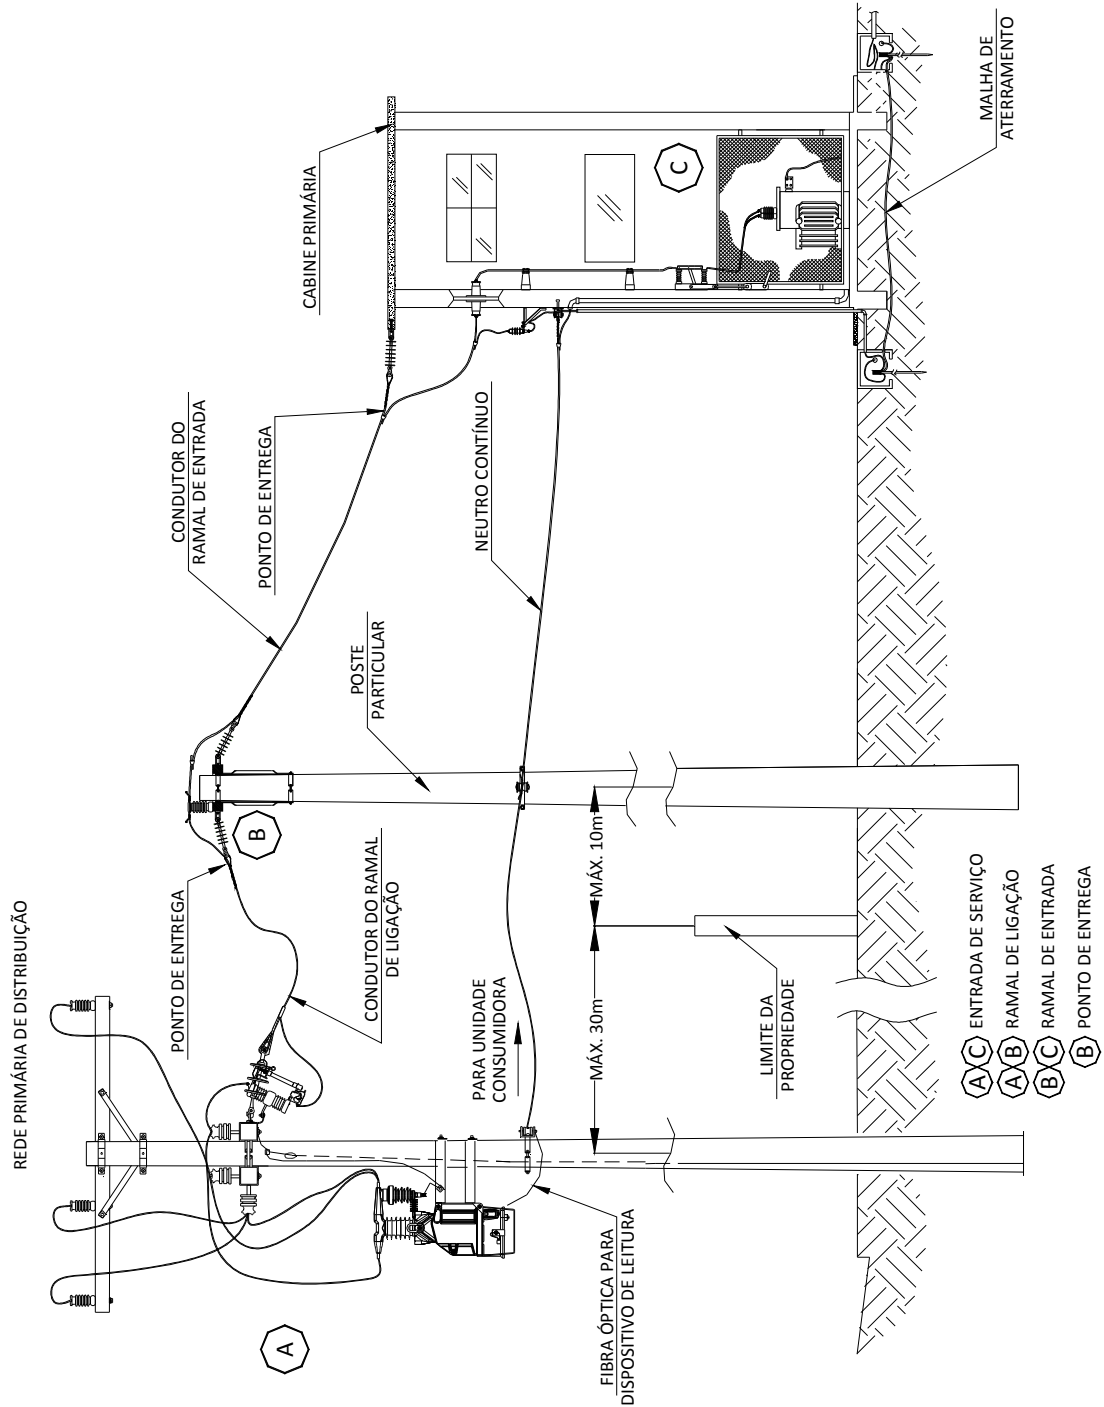 REDE PRIMÁRIA DE DISTRIBUIÇÃO
A
PONTO DE ENTREGA
CONDUTOR DO RAMAL
DE LIGAÇÃO
B
CONDUTOR DO
RAMAL DE ENTRADA
PONTO DE ENTREGA
CABINE PRIMÁRIA
POSTE
PARTICULAR
NEUTRO CONTÍNUO
C
PARA UNIDADE
CONSUMIDORA
FIBRA ÓPTICA PARA
DISPOSITIVO DE LEITURA
MÁX. 30m
MÁX. 10m
LIMITE DA
PROPRIEDADE
MALHA DE
ATERRAMENTO
A C ENTRADA DE SERVIÇO
A B RAMAL DE LIGAÇÃO
B C RAMAL DE ENTRADA
B PONTO DE ENTREGA